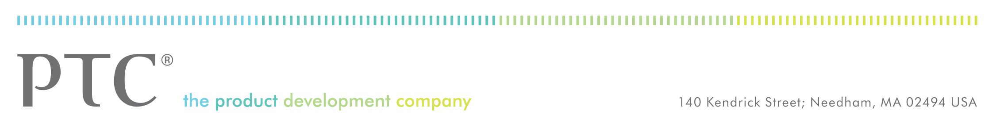 PTC®
the product development company
140 Kendrick Street; Needham, MA 02494 USA